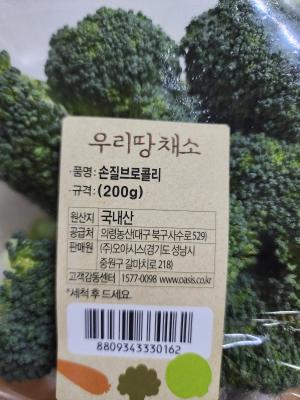 우리땅채소
·품명: 손질브로콜리
·규격: (200g)
원산지 국내산
공급처 의령농산(대구 북구사수로529)
판매원 (주)오아시스(경기도 성남시
중원구 갈마치로 218)
고객감동센터 1577-0098 www.oasis.co.kr
*세척 후 드세요.
8809343330162